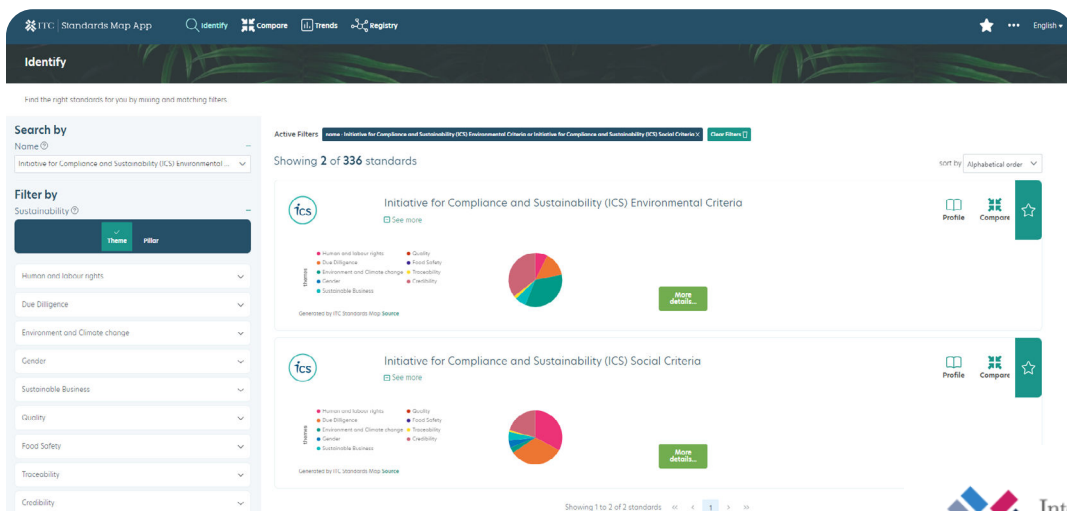 ITC Standards Map App Identify Compare Trends Registry English
Identify
Find the right standards for you by mixing and matching filters
Search by
Name
Initiative for Compliance and Sustainability (ICS) Environmental ...
Filter by
Sustainability
Theme Pillar
Human and labour rights
Due Dilligence
Environment and Climate change
Gender
Sustainable Business
Quality
Food Safety
Traceability
Credibility
Active Filters name : Initiative for Compliance and Sustainability (ICS) Environmental Criteria or Initiative for Compliance and Sustainability (ICS) Social Criteria X Clear Filters
Showing 2 of 336 standards
sort by Alphabetical order
ics
Initiative for Compliance and Sustainability (ICS) Environmental Criteria
See more
Profile Compare
themes
Human and labour rights Quality
Due Dilligence Food Safety
Environment and Climate change Traceability
Gender Credibility
Sustainable Business
More details...
Generated by ITC Standards Map Source
ics
Initiative for Compliance and Sustainability (ICS) Social Criteria
See more
Profile Compare
themes
Human and labour rights Quality
Due Dilligence Food Safety
Environment and Climate change Traceability
Gender Credibility
Sustainable Business
More details...
Generated by ITC Standards Map Source
Showing 1 to 2 of 2 standards « < 1 > »